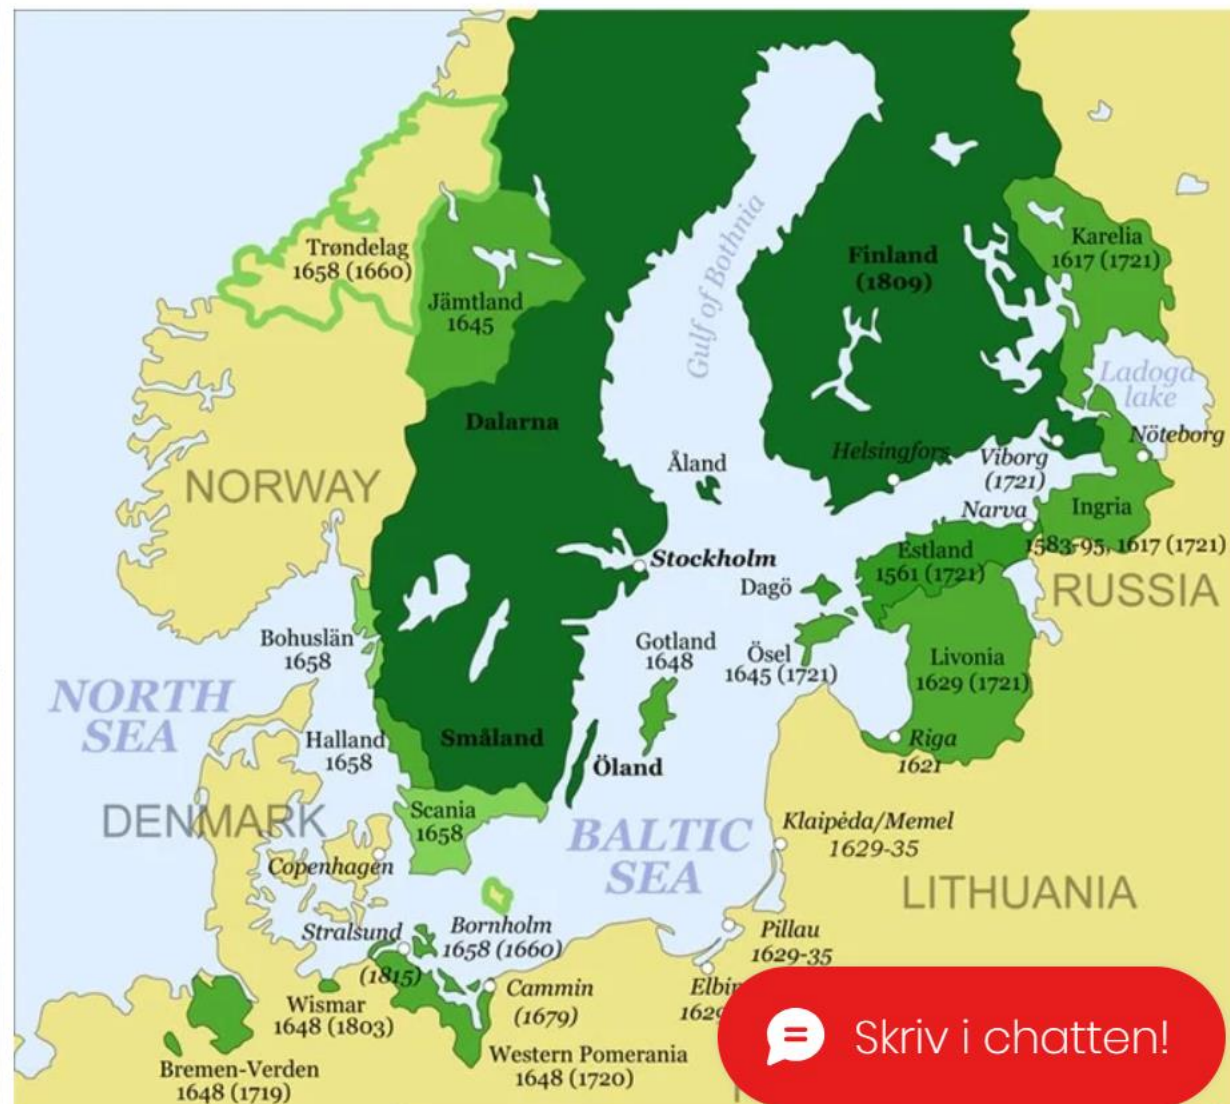 Trøndelag
1658 (1660)
Jämtland
1645
Gulf of Bothnia
Finland
(1809)
Karelia
1617 (1721)
Ladoga
lake
Dalarna
NORWAY
Åland
Helsingfors
Viborg
(1721)
Nöteborg
Narva
Ingria
1583-95, 1617 (1721)
Stockholm
Estland
1561 (1721)
RUSSIA
Dagö
Bohuslän
1658
Gotland
1648
Ösel
1645 (1721)
Livonia
1629 (1721)
NORTH
SEA
Halland
1658
Småland
Öland
Riga
1621
DENMARK
Scania
1658
BALTIC
SEA
Klaipėda/Memel
1629-35
Copenhagen
LITHUANIA
Stralsund
(1815)
Bornholm
1658 (1660)
Pillau
1629-35
Wismar
1648 (1803)
Cammin
(1679)
Bremen-Verden
1648 (1719)
Western Pomerania
1648 (1720)
Skriv i chatten!